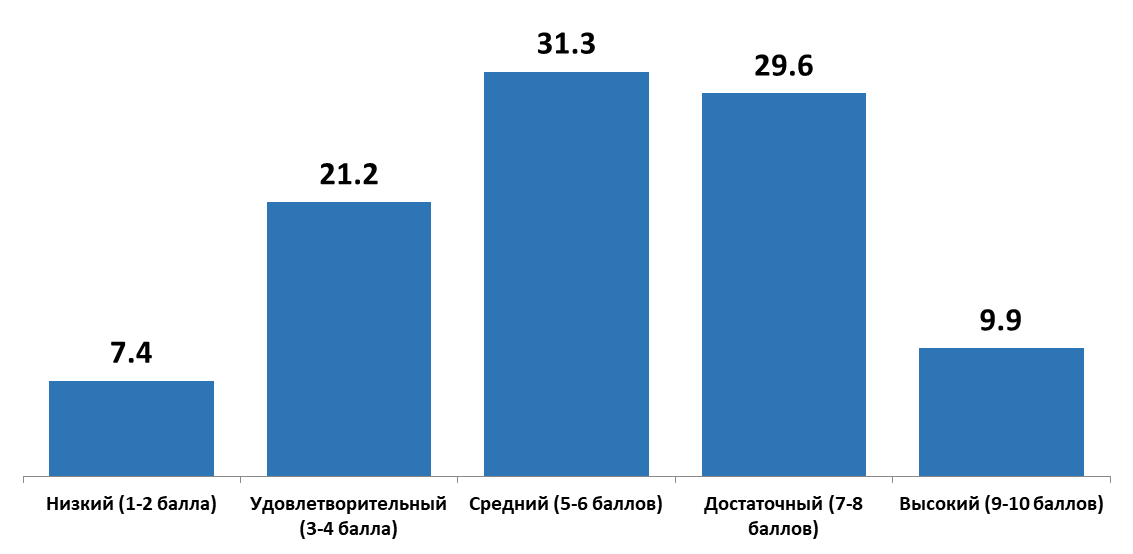 31.3
29.6
21.2
9.9
7.4
Низкий (1-2 балла)
Удовлетворительный
(3-4 балла)
Средний (5-6 баллов)
Достаточный (7-8
баллов)
Высокий (9-10 баллов)